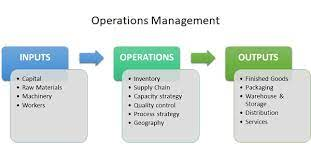 Operations Management
INPUTS
• Capital
• Raw Materials
• Machinery
• Workers
OPERATIONS
• Inventory
• Supply Chain
• Capacity strategy
• Quality control
• Process strategy
• Geography
OUTPUTS
• Finished Goods
• Packaging
• Warehouse &
Storage
• Distribution
• Services